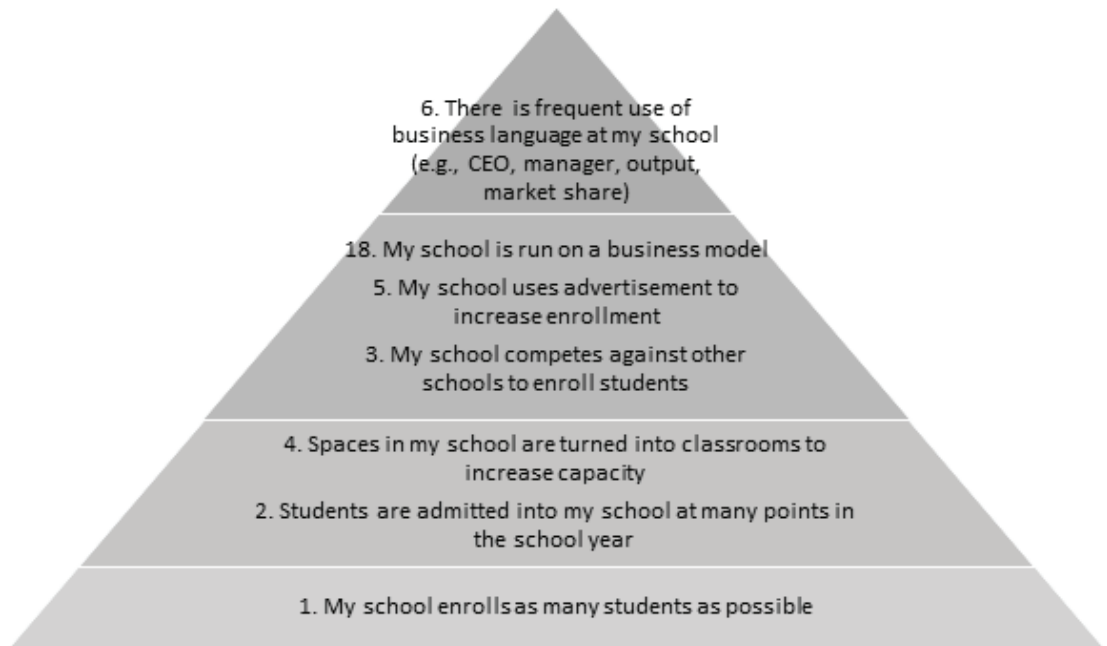 6. There is frequent use of
business language at my school
(e.g., CEO, manager, output,
market share)
18. My school is run on a business model
5. My school uses advertisement to
increase enrollment
3. My school competes against other
schools to enroll students
4. Spaces in my school are turned into classrooms to
increase capacity
2. Students are admitted into my school at many points in
the school year
1. My school enrolls as many students as possible